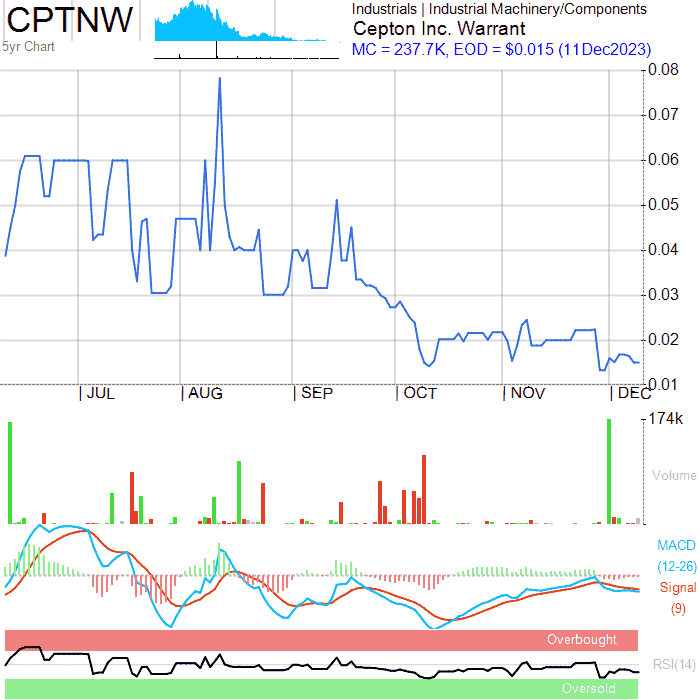 CPTNW
5yr Chart
Industrials | Industrial Machinery/Components
Cepton Inc. Warrant
MC = 237.7K, EOD = $0.015 (11Dec2023)
0.08
0.07
0.06
0.05
0.04
0.03
0.02
0.01
JUL AUG SEP OCT NOV DEC
174k
Volume
MACD
(12-26)
Signal
(9)
Overbought
RSI(14)
Oversold